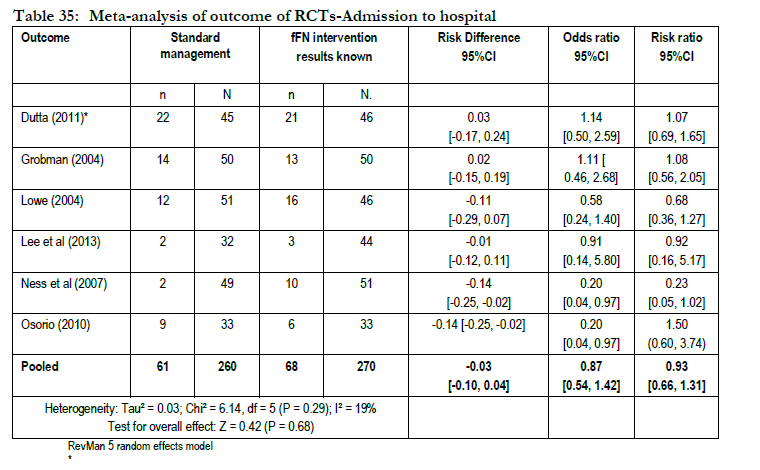 Table 35: Meta-analysis of outcome of RCTs-Admission to hospital
Outcome Standard management fFN intervention results known Risk Difference 95%CI Odds ratio 95%CI Risk ratio 95%CI
n N n N.
Dutta (2011)* 22 45 21 46 0.03 [-0.17, 0.24] 1.14 [0.50, 2.59] 1.07 [0.69, 1.65]
Grobman (2004) 14 50 13 50 0.02 [-0.15, 0.19] 1.11 [ 0.46, 2.68] 1.08 [0.56, 2.05]
Lowe (2004) 12 51 16 46 -0.11 [-0.29, 0.07] 0.58 [0.24, 1.40] 0.68 [0.36, 1.27]
Lee et al (2013) 2 32 3 44 -0.01 [-0.12, 0.11] 0.91 [0.14, 5.80] 0.92 [0.16, 5.17]
Ness et al (2007) 2 49 10 51 -0.14 [-0.25, -0.02] 0.20 [0.04, 0.97] 0.23 [0.05, 1.02]
Osorio (2010) 9 33 6 33 -0.14 [-0.25, -0.02] 0.20 [0.04, 0.97] 1.50 (0.60, 3.74)
Pooled 61 260 68 270 -0.03 [-0.10, 0.04] 0.87 [0.54, 1.42] 0.93 [0.66, 1.31]
Heterogeneity: Tau² = 0.03; Chi² = 6.14, df = 5 (P = 0.29); I² = 19%
Test for overall effect: Z = 0.42 (P = 0.68)
RevMan 5 random effects model
*